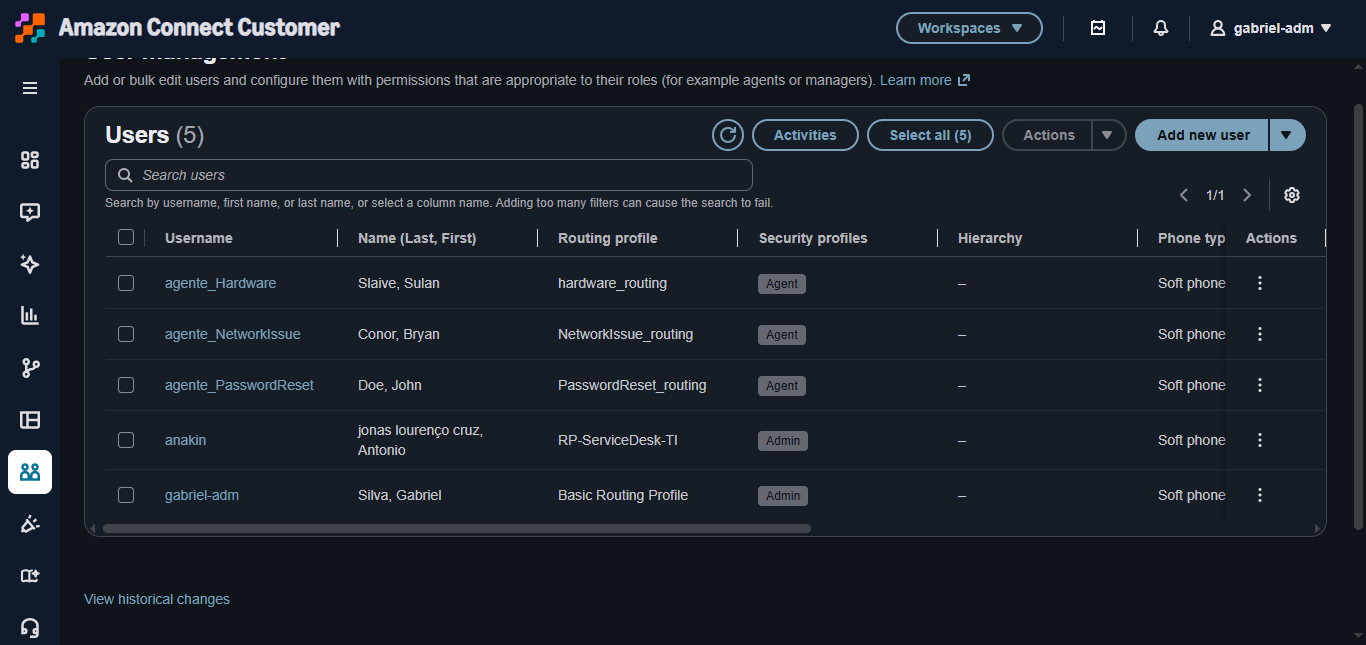 Amazon Connect Customer
Workspaces
gabriel-adm
User management
Add or bulk edit users and configure them with permissions that are appropriate to their roles (for example agents or managers). Learn more
Users (5)
Activities
Select all (5)
Actions
Add new user
Search users
Search by username, first name, or last name, or select a column name. Adding too many filters can cause the search to fail.
1/1
Username Name (Last, First) Routing profile Security profiles Hierarchy Phone typ Actions
agente_Hardware Slaive, Sulan hardware_routing Agent – Soft phone
agente_NetworkIssue Conor, Bryan NetworkIssue_routing Agent – Soft phone
agente_PasswordReset Doe, John PasswordReset_routing Agent – Soft phone
anakin jonas lourenço cruz, Antonio RP-ServiceDesk-TI Admin – Soft phone
gabriel-adm Silva, Gabriel Basic Routing Profile Admin – Soft phone
View historical changes